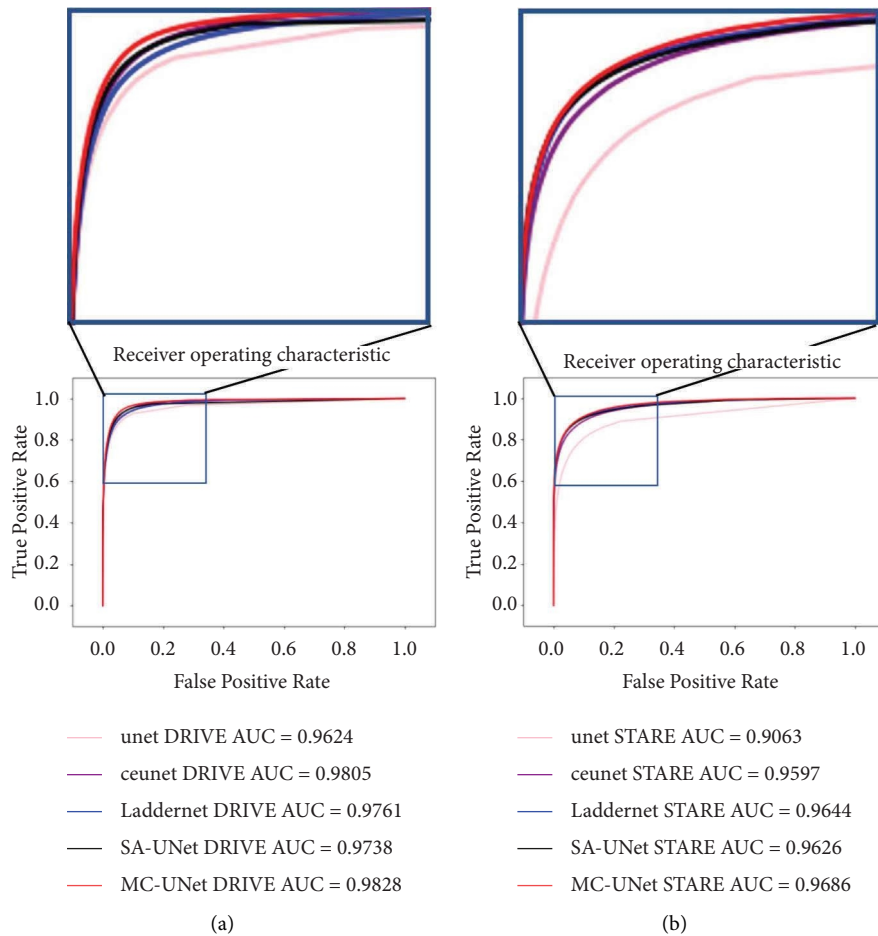 Receiver operating characteristic
True Positive Rate
1.0
0.8
0.6
0.4
0.2
0.0
0.0 0.2 0.4 0.6 0.8 1.0
False Positive Rate
unet DRIVE AUC = 0.9624
ceunet DRIVE AUC = 0.9805
Laddernet DRIVE AUC = 0.9761
SA-UNet DRIVE AUC = 0.9738
MC-UNet DRIVE AUC = 0.9828
(a)
Receiver operating characteristic
True Positive Rate
1.0
0.8
0.6
0.4
0.2
0.0
0.0 0.2 0.4 0.6 0.8 1.0
False Positive Rate
unet STARE AUC = 0.9063
ceunet STARE AUC = 0.9597
Laddernet STARE AUC = 0.9644
SA-UNet STARE AUC = 0.9626
MC-UNet STARE AUC = 0.9686
(b)